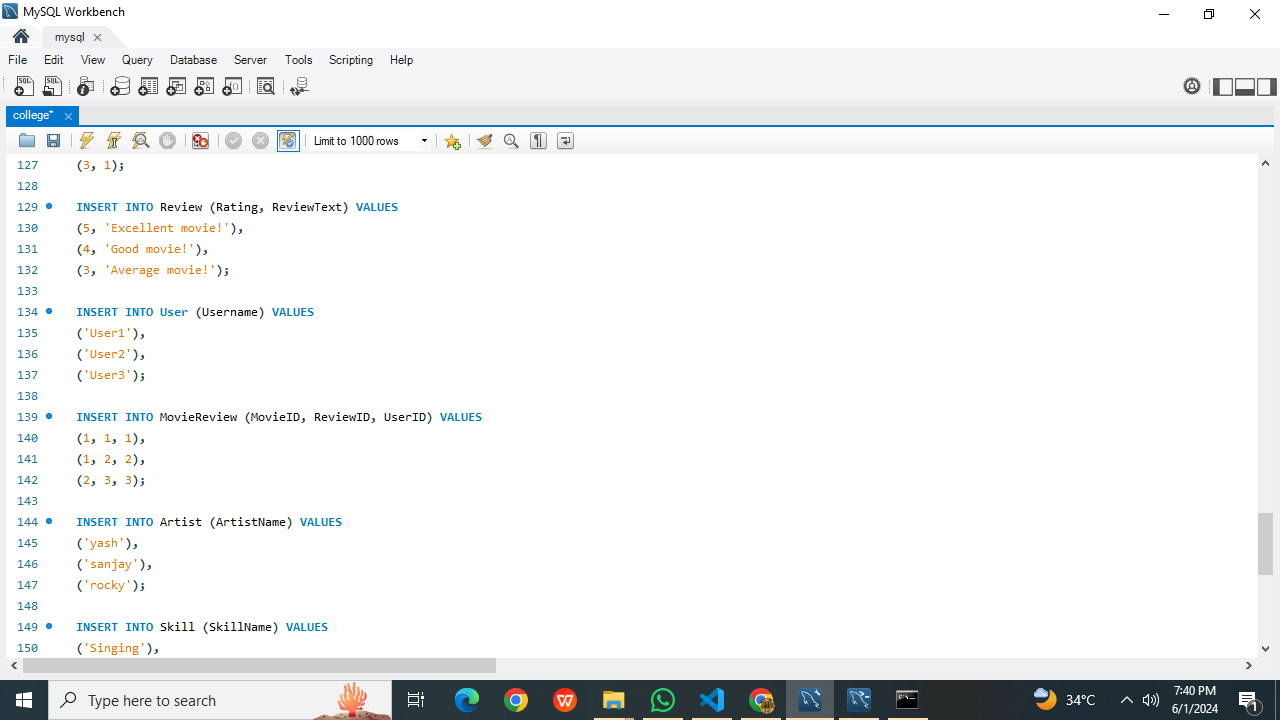 MySQL Workbench
mysql
File Edit View Query Database Server Tools Scripting Help
college*
Limit to 1000 rows
127 (3, 1);
128
129 INSERT INTO Review (Rating, ReviewText) VALUES
130 (5, 'Excellent movie!'),
131 (4, 'Good movie!'),
132 (3, 'Average movie!');
133
134 INSERT INTO User (Username) VALUES
135 ('User1'),
136 ('User2'),
137 ('User3');
138
139 INSERT INTO MovieReview (MovieID, ReviewID, UserID) VALUES
140 (1, 1, 1),
141 (1, 2, 2),
142 (2, 3, 3);
143
144 INSERT INTO Artist (ArtistName) VALUES
145 ('yash'),
146 ('sanjay'),
147 ('rocky');
148
149 INSERT INTO Skill (SkillName) VALUES
150 ('Singing'),
Type here to search
34°C
7:40 PM
6/1/2024
1